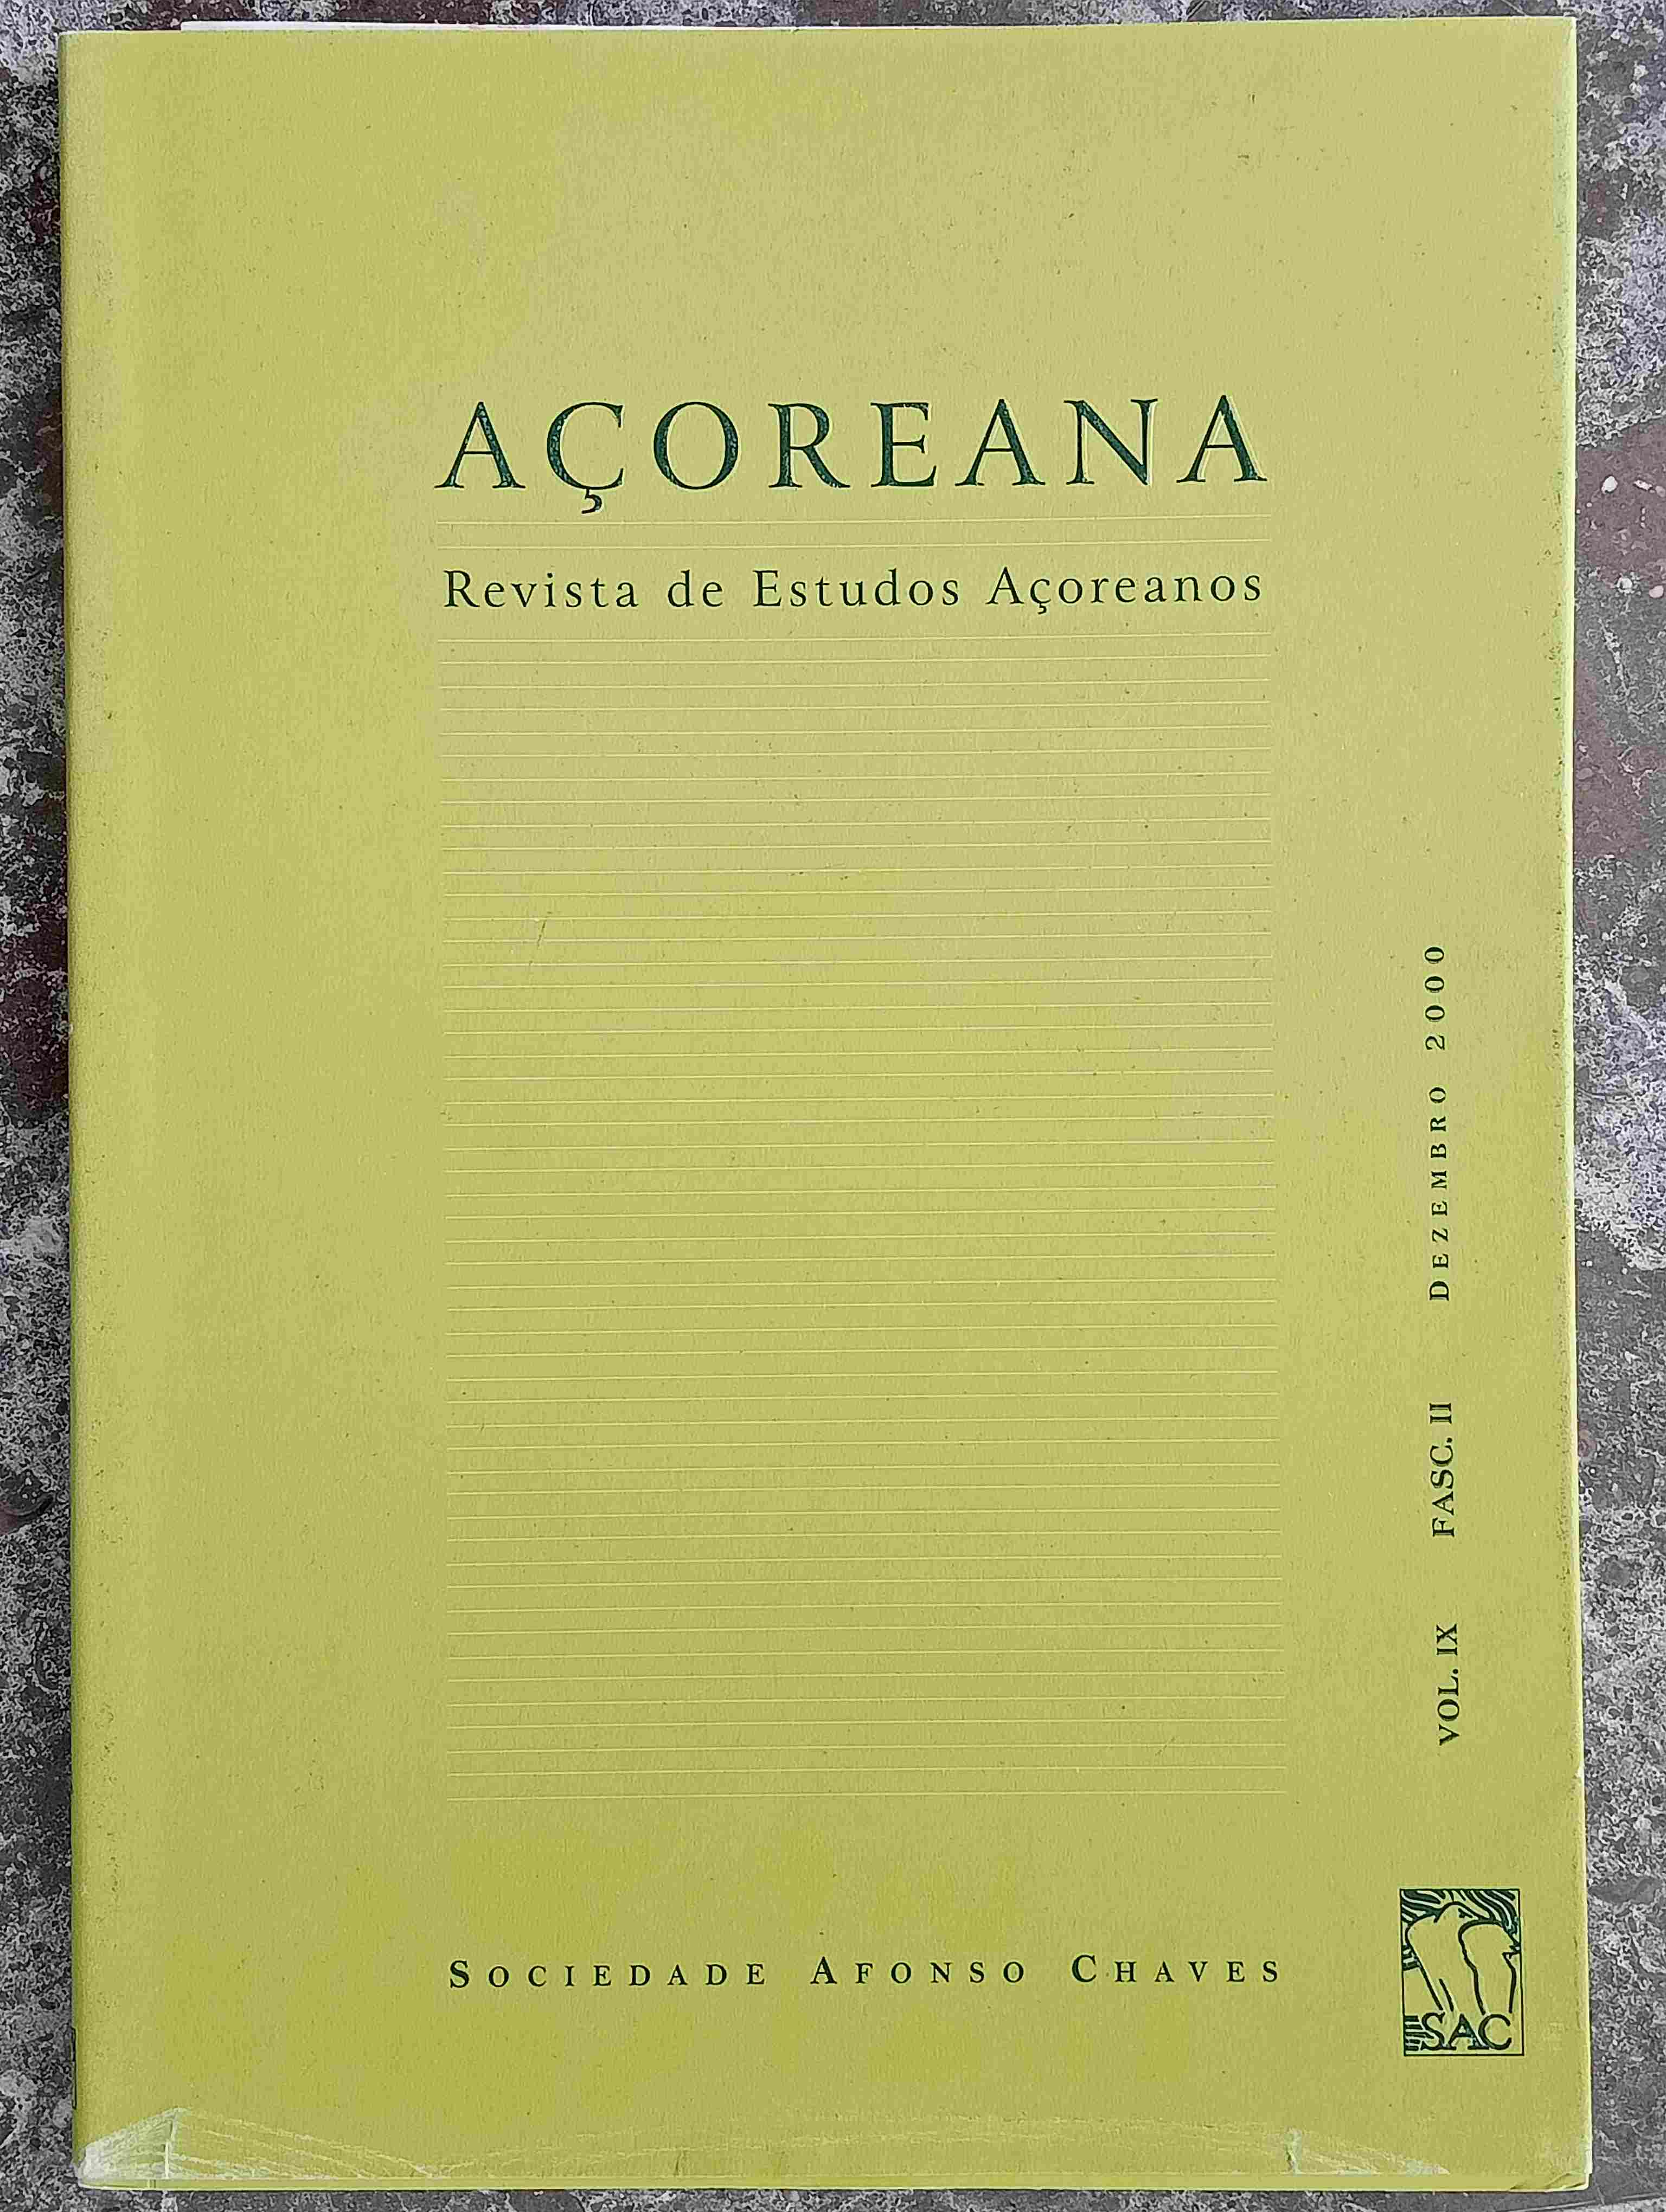 AÇOREANA
Revista de Estudos Açoreanos
VOL. IX FASC. II DEZEMBRO 2000
SOCIEDADE AFONSO CHAVES
SAC